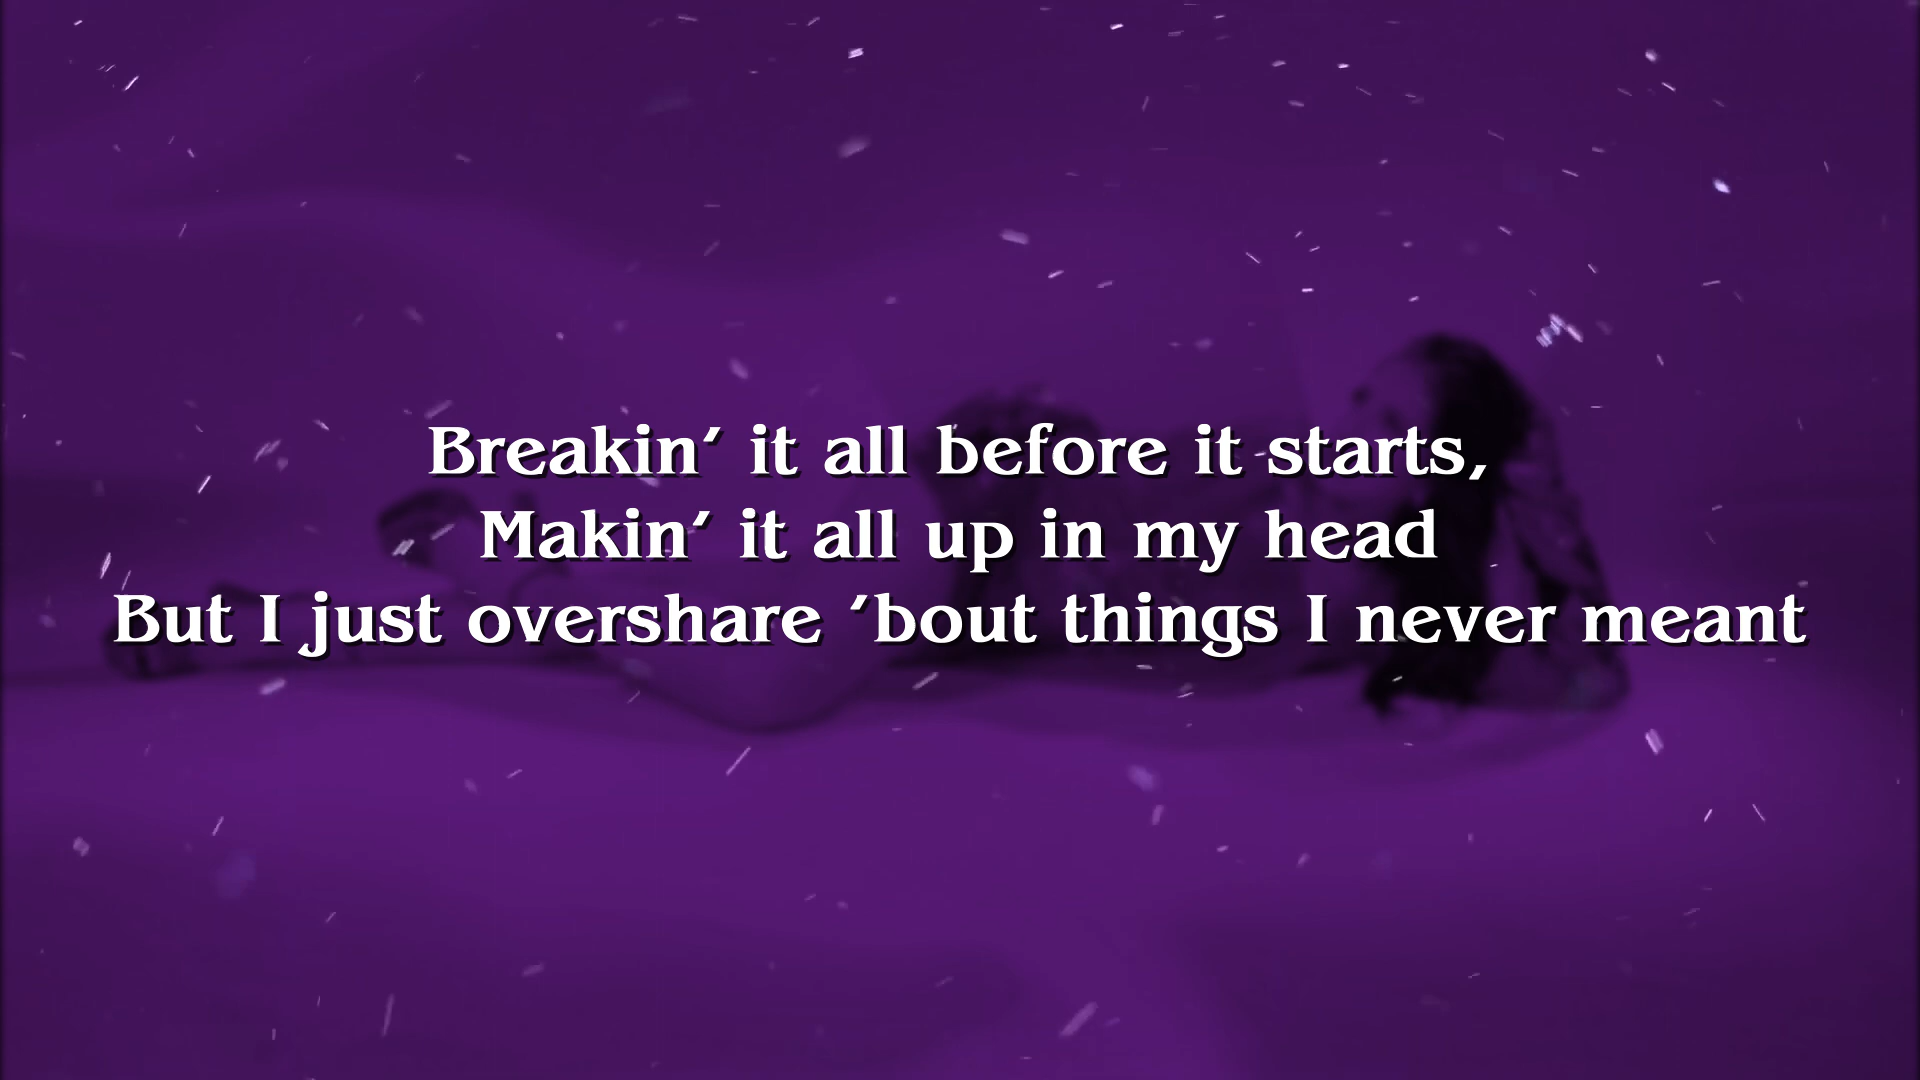 Breakin’ it all before it starts,
Makin’ it all up in my head
But I just overshare ’bout things I never meant